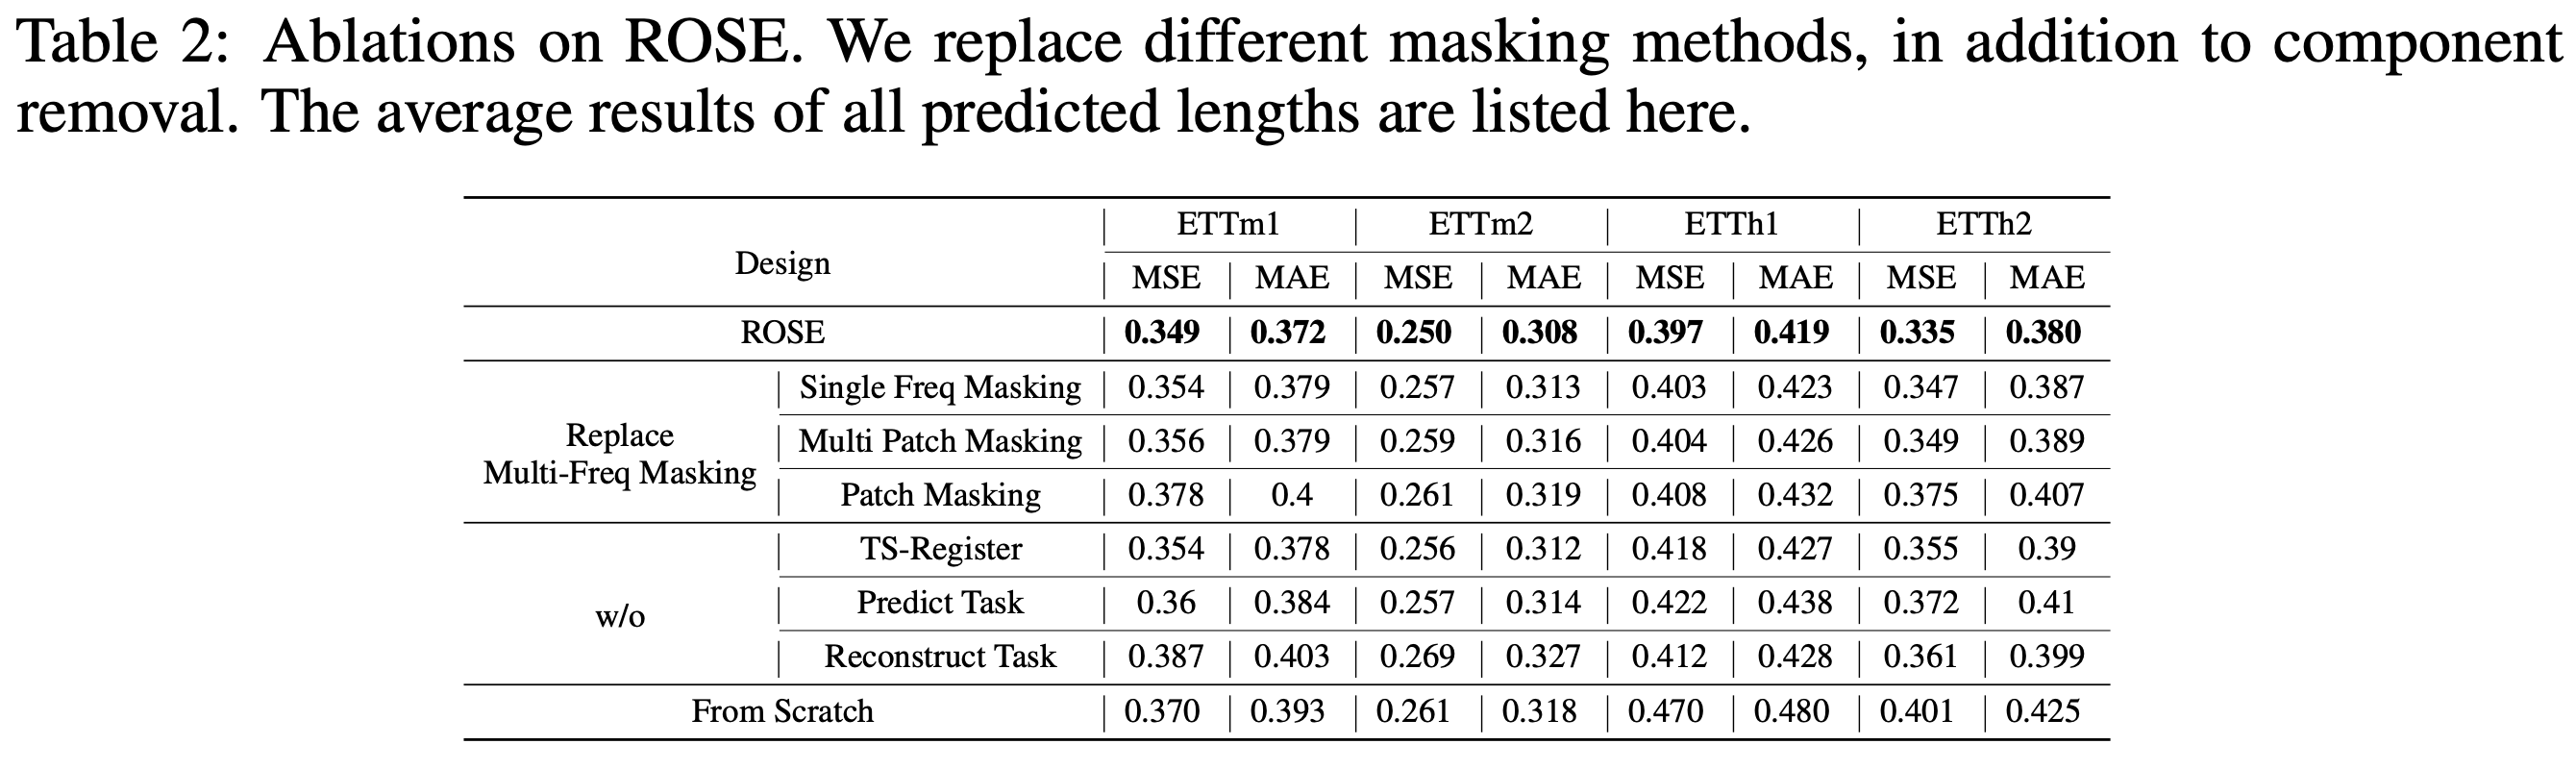 Table 2: Ablations on ROSE. We replace different masking methods, in addition to component
removal. The average results of all predicted lengths are listed here.
Design ETTm1 ETTm2 ETTh1 ETTh2
MSE MAE MSE MAE MSE MAE MSE MAE
ROSE 0.349 0.372 0.250 0.308 0.397 0.419 0.335 0.380
Replace
Multi-Freq Masking
Single Freq Masking 0.354 0.379 0.257 0.313 0.403 0.423 0.347 0.387
Multi Patch Masking 0.356 0.379 0.259 0.316 0.404 0.426 0.349 0.389
Patch Masking 0.378 0.4 0.261 0.319 0.408 0.432 0.375 0.407
w/o
TS-Register 0.354 0.378 0.256 0.312 0.418 0.427 0.355 0.39
Predict Task 0.36 0.384 0.257 0.314 0.422 0.438 0.372 0.41
Reconstruct Task 0.387 0.403 0.269 0.327 0.412 0.428 0.361 0.399
From Scratch 0.370 0.393 0.261 0.318 0.470 0.480 0.401 0.425